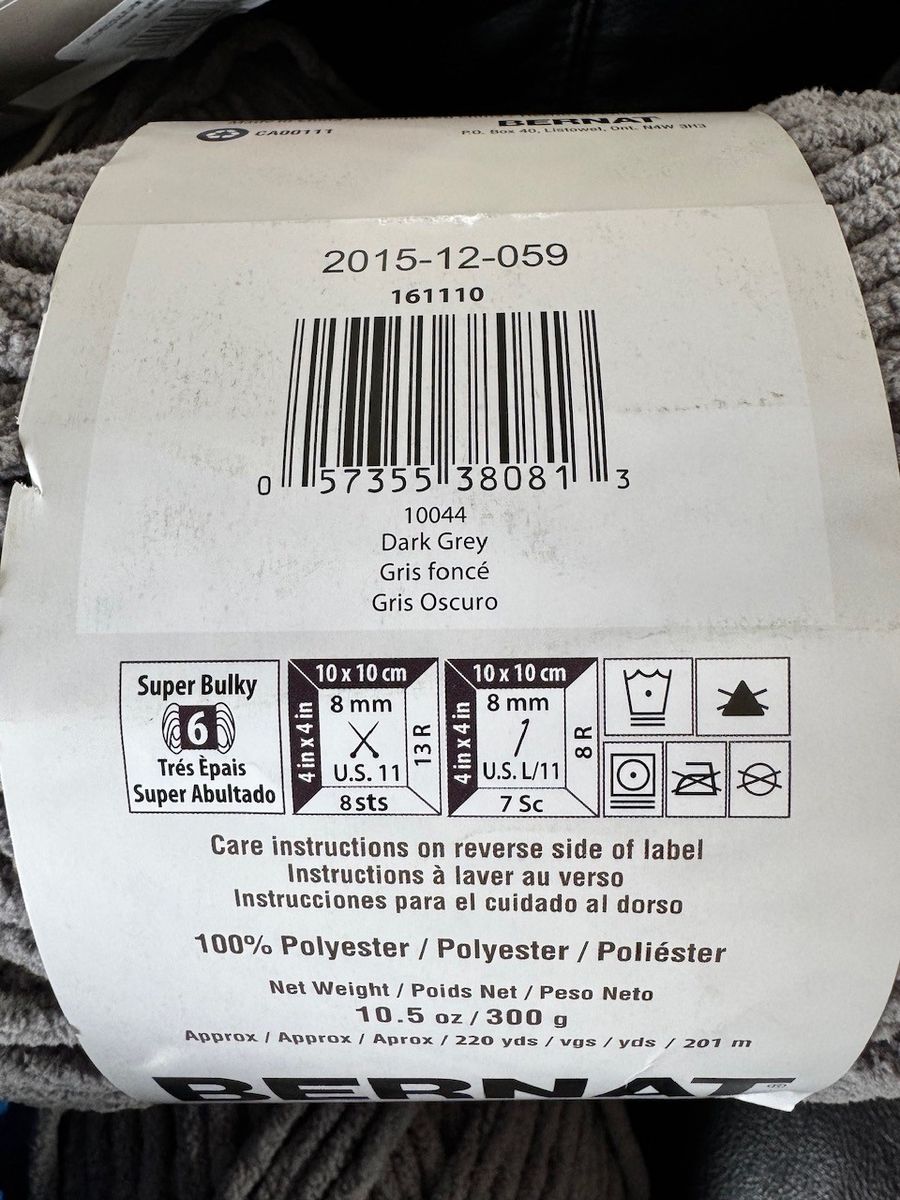 CA00111
BERNAT
P.O. Box 40, Listowel, Ont. N4W 3H3
2015-12-059
161110
0 57355 38081 3
10044
Dark Grey
Gris foncé
Gris Oscuro
Super Bulky
6
Trés Èpais
Super Abultado
10 x 10 cm
4 in x 4 in
8 mm
U.S. 11
13 R
8sts
10 x 10 cm
4 in x 4 in
8 mm
U.S. L/11
8 R
7 Sc
Care instructions on reverse side of label
Instructions à laver au verso
Instrucciones para el cuidado al dorso
100% Polyester / Polyester / Poliéster
Net Weight / Poids Net / Peso Neto
10.5 oz / 300 g
Approx / Approx / Aprox / 220 yds / vgs / yds / 201 m
BERNAT®